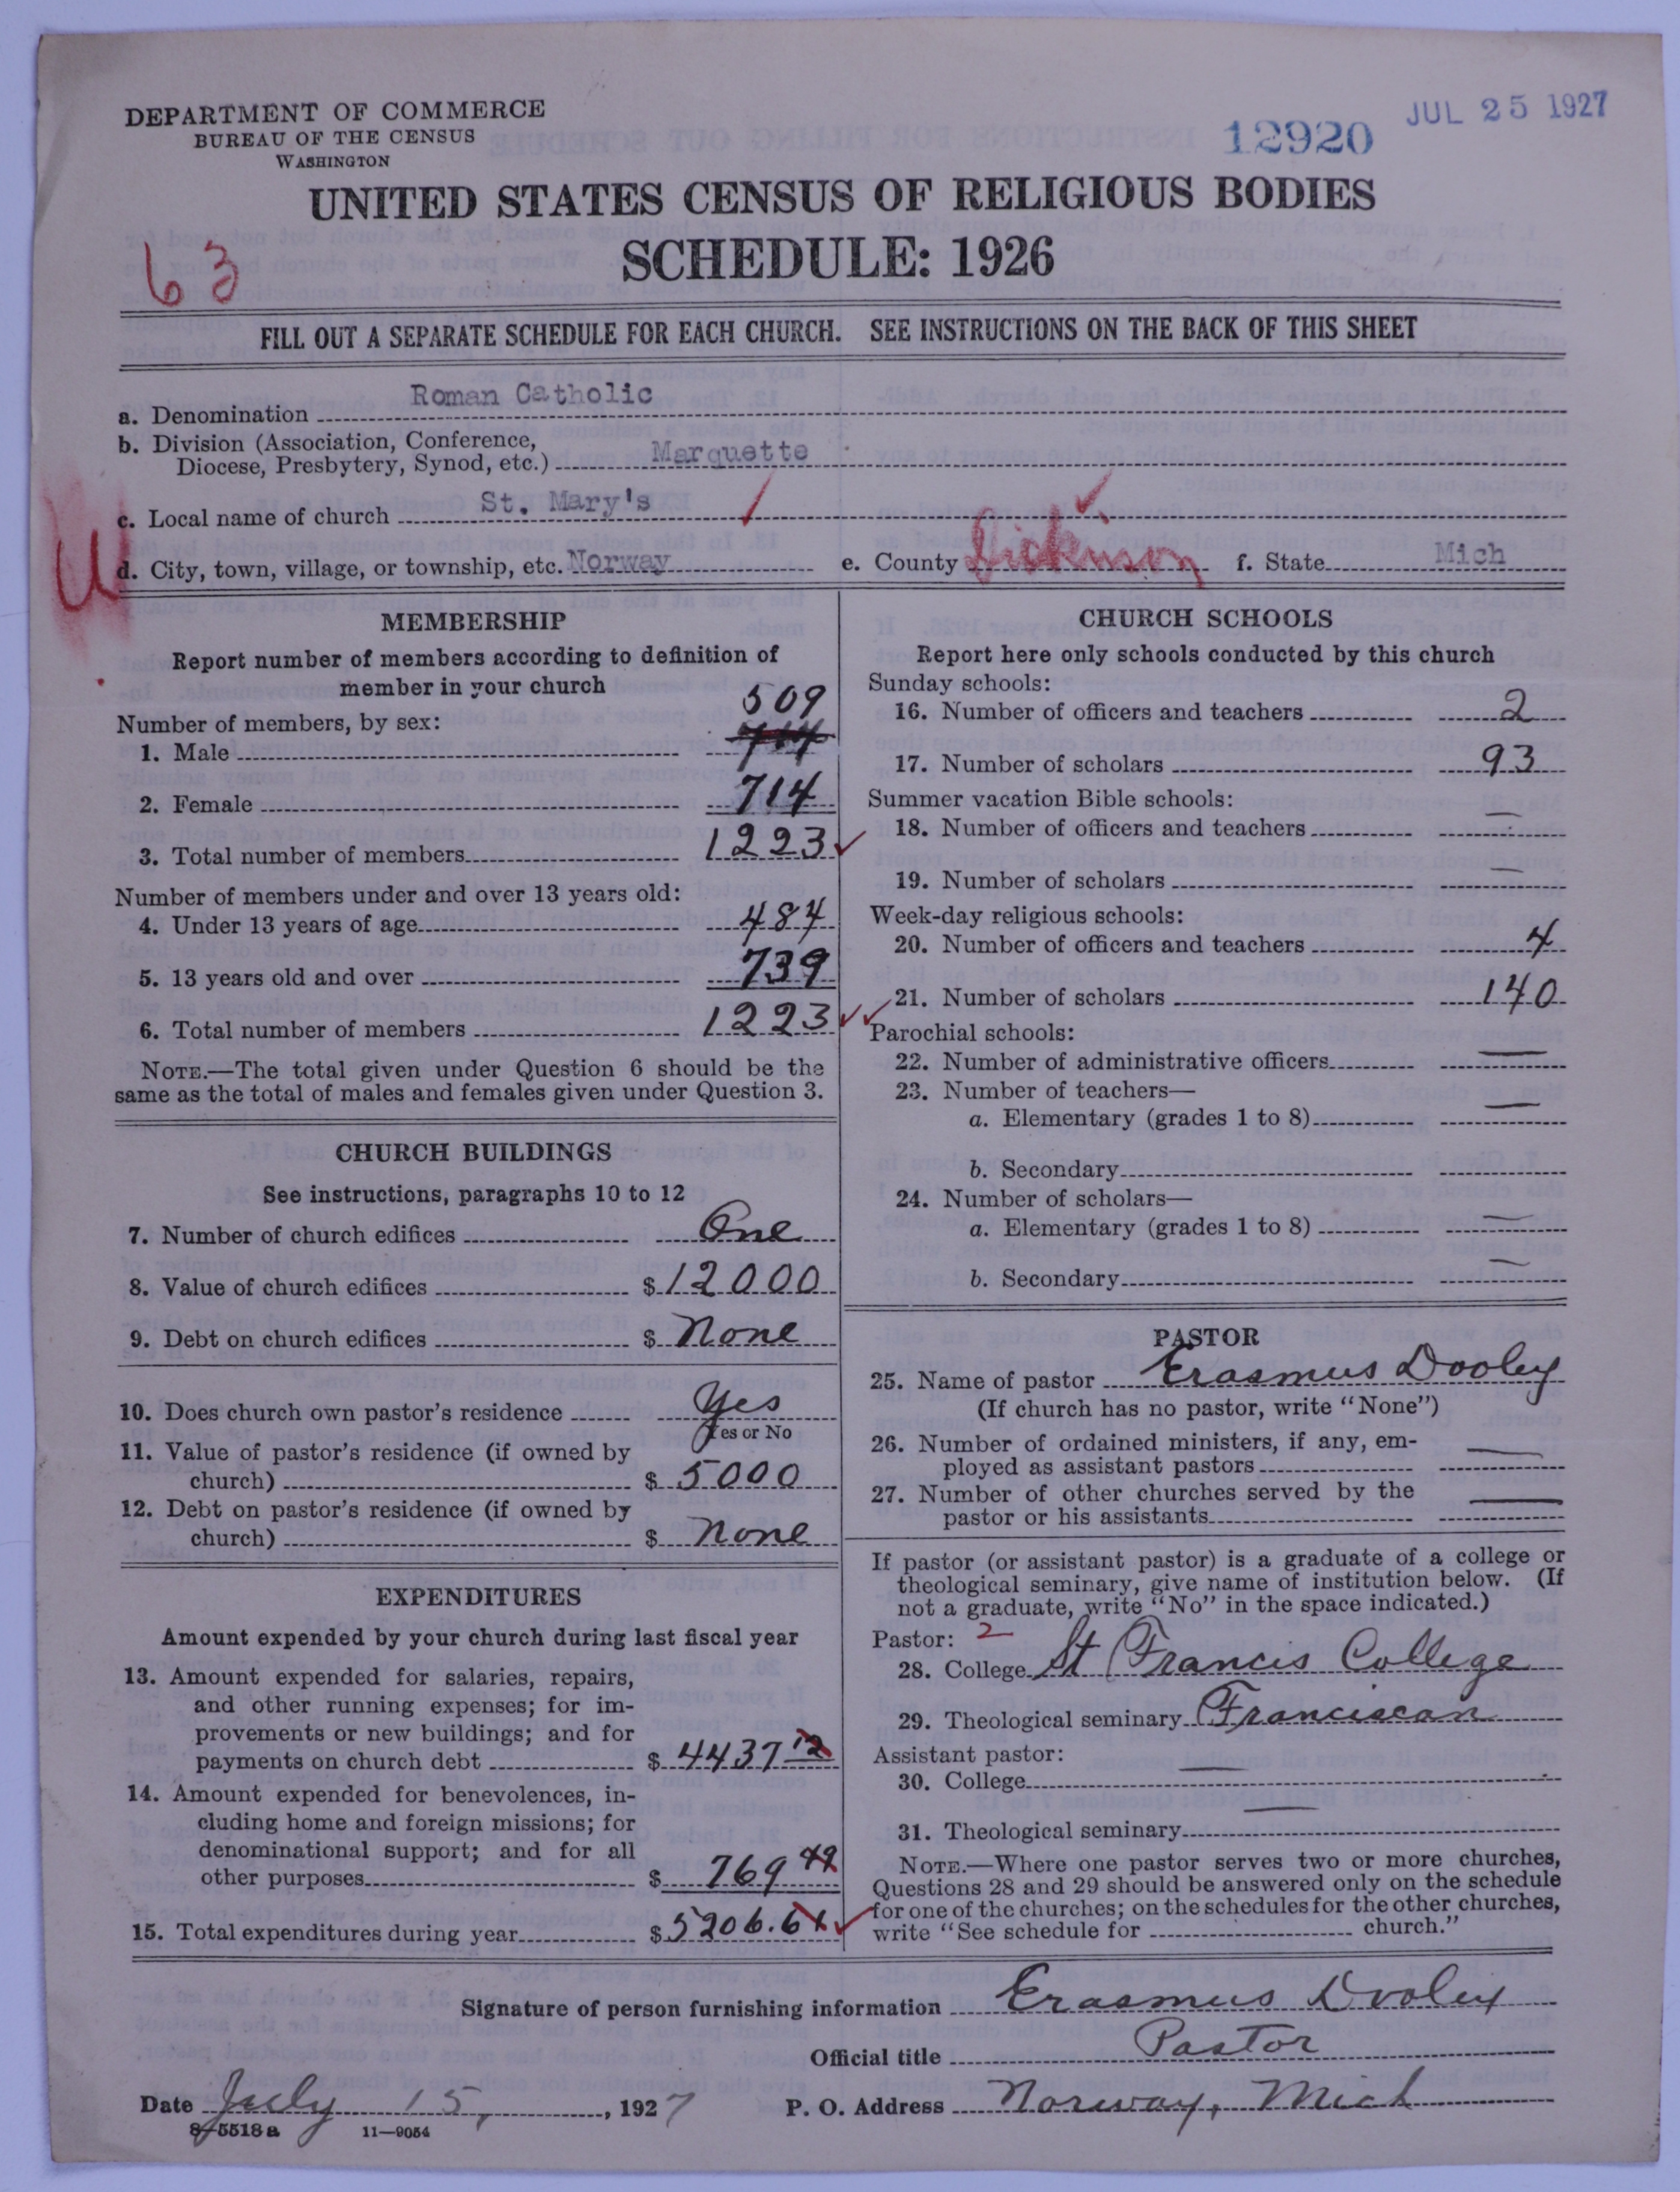 DEPARTMENT OF COMMERCE
BUREAU OF THE CENSUS
WASHINGTON
12920
JUL 25 1927
UNITED STATES CENSUS OF RELIGIOUS BODIES
SCHEDULE: 1926
63
FILL OUT A SEPARATE SCHEDULE FOR EACH CHURCH. SEE INSTRUCTIONS ON THE BACK OF THIS SHEET
a. Denomination Roman Catholic
b. Division (Association, Conference,
Diocese, Presbytery, Synod, etc.) Marquette
c. Local name of church St. Mary's
d. City, town, village, or township, etc. Norway e. County Dickinson f. State Mich
U
MEMBERSHIP
Report number of members according to definition of
member in your church
Number of members, by sex:
509
1. Male 714
2. Female 714
3. Total number of members 1223
Number of members under and over 13 years old:
4. Under 13 years of age 484
5. 13 years old and over 739
6. Total number of members 1223
NOTE.—The total given under Question 6 should be the
same as the total of males and females given under Question 3.
CHURCH BUILDINGS
See instructions, paragraphs 10 to 12
7. Number of church edifices One
8. Value of church edifices $ 12000
9. Debt on church edifices $ None
10. Does church own pastor's residence Yes
Yes or No
11. Value of pastor's residence (if owned by
church) $ 5000
12. Debt on pastor's residence (if owned by
church) $ None
EXPENDITURES
Amount expended by your church during last fiscal year
13. Amount expended for salaries, repairs,
and other running expenses; for im-
provements or new buildings; and for
payments on church debt $ 4437 12
14. Amount expended for benevolences, in-
cluding home and foreign missions; for
denominational support; and for all
other purposes $ 769 49
15. Total expenditures during year $ 5206.61
CHURCH SCHOOLS
Report here only schools conducted by this church
Sunday schools:
16. Number of officers and teachers 2
17. Number of scholars 93
Summer vacation Bible schools:
18. Number of officers and teachers —
19. Number of scholars —
Week-day religious schools:
20. Number of officers and teachers 4
21. Number of scholars 140
Parochial schools:
22. Number of administrative officers —
23. Number of teachers—
a. Elementary (grades 1 to 8) —
b. Secondary
24. Number of scholars—
a. Elementary (grades 1 to 8) —
b. Secondary —
PASTOR
25. Name of pastor Erasmus Dooley
(If church has no pastor, write "None")
26. Number of ordained ministers, if any, em-
ployed as assistant pastors —
27. Number of other churches served by the
pastor or his assistants —
If pastor (or assistant pastor) is a graduate of a college or
theological seminary, give name of institution below. (If
not a graduate, write "No" in the space indicated.)
Pastor: 2
28. College St Francis College
29. Theological seminary Franciscan
Assistant pastor:
30. College —
31. Theological seminary —
NOTE.—Where one pastor serves two or more churches,
Questions 28 and 29 should be answered only on the schedule
for one of the churches; on the schedules for the other churches,
write "See schedule for church."
Signature of person furnishing information Erasmus Dooley
Official title Pastor
Date July 15, 1927 P. O. Address Norway, Mich
8-5518 a 11—9054